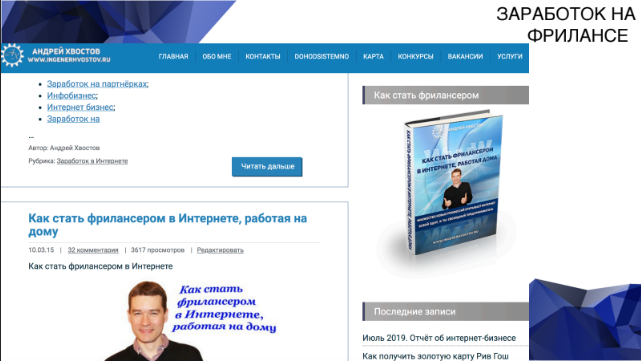 ЗАРАБОТОК НА
ФРИЛАНСЕ
АНДРЕЙ ХВОСТОВ
WWW.INGENERHVOSTOV.RU
ГЛАВНАЯ ОБО МНЕ КОНТАКТЫ DOHODSISTEMNO КАРТА КОНКУРСЫ ВАКАНСИИ УСЛУГИ
Заработок на партнёрках;
Инфобизнес;
Интернет бизнес;
Заработок на
...
Автор: Андрей Хвостов
Рубрика: Заработок в Интернете
Читать дальше
Как стать фрилансером в Интернете, работая на
дому
10.03.15 | 32 комментария | 3617 просмотров | Редактировать
Как стать фрилансером в Интернете
Как стать
фрилансером
в Интернете,
работая на дому
Как стать фрилансером
КАК СТАТЬ ФРИЛАНСЕРОМ
В ИНТЕРНЕТЕ, РАБОТАЯ ДОМА
Последние записи
Июль 2019. Отчёт об интернет-бизнесе
Как получить золотую карту Рив Гош